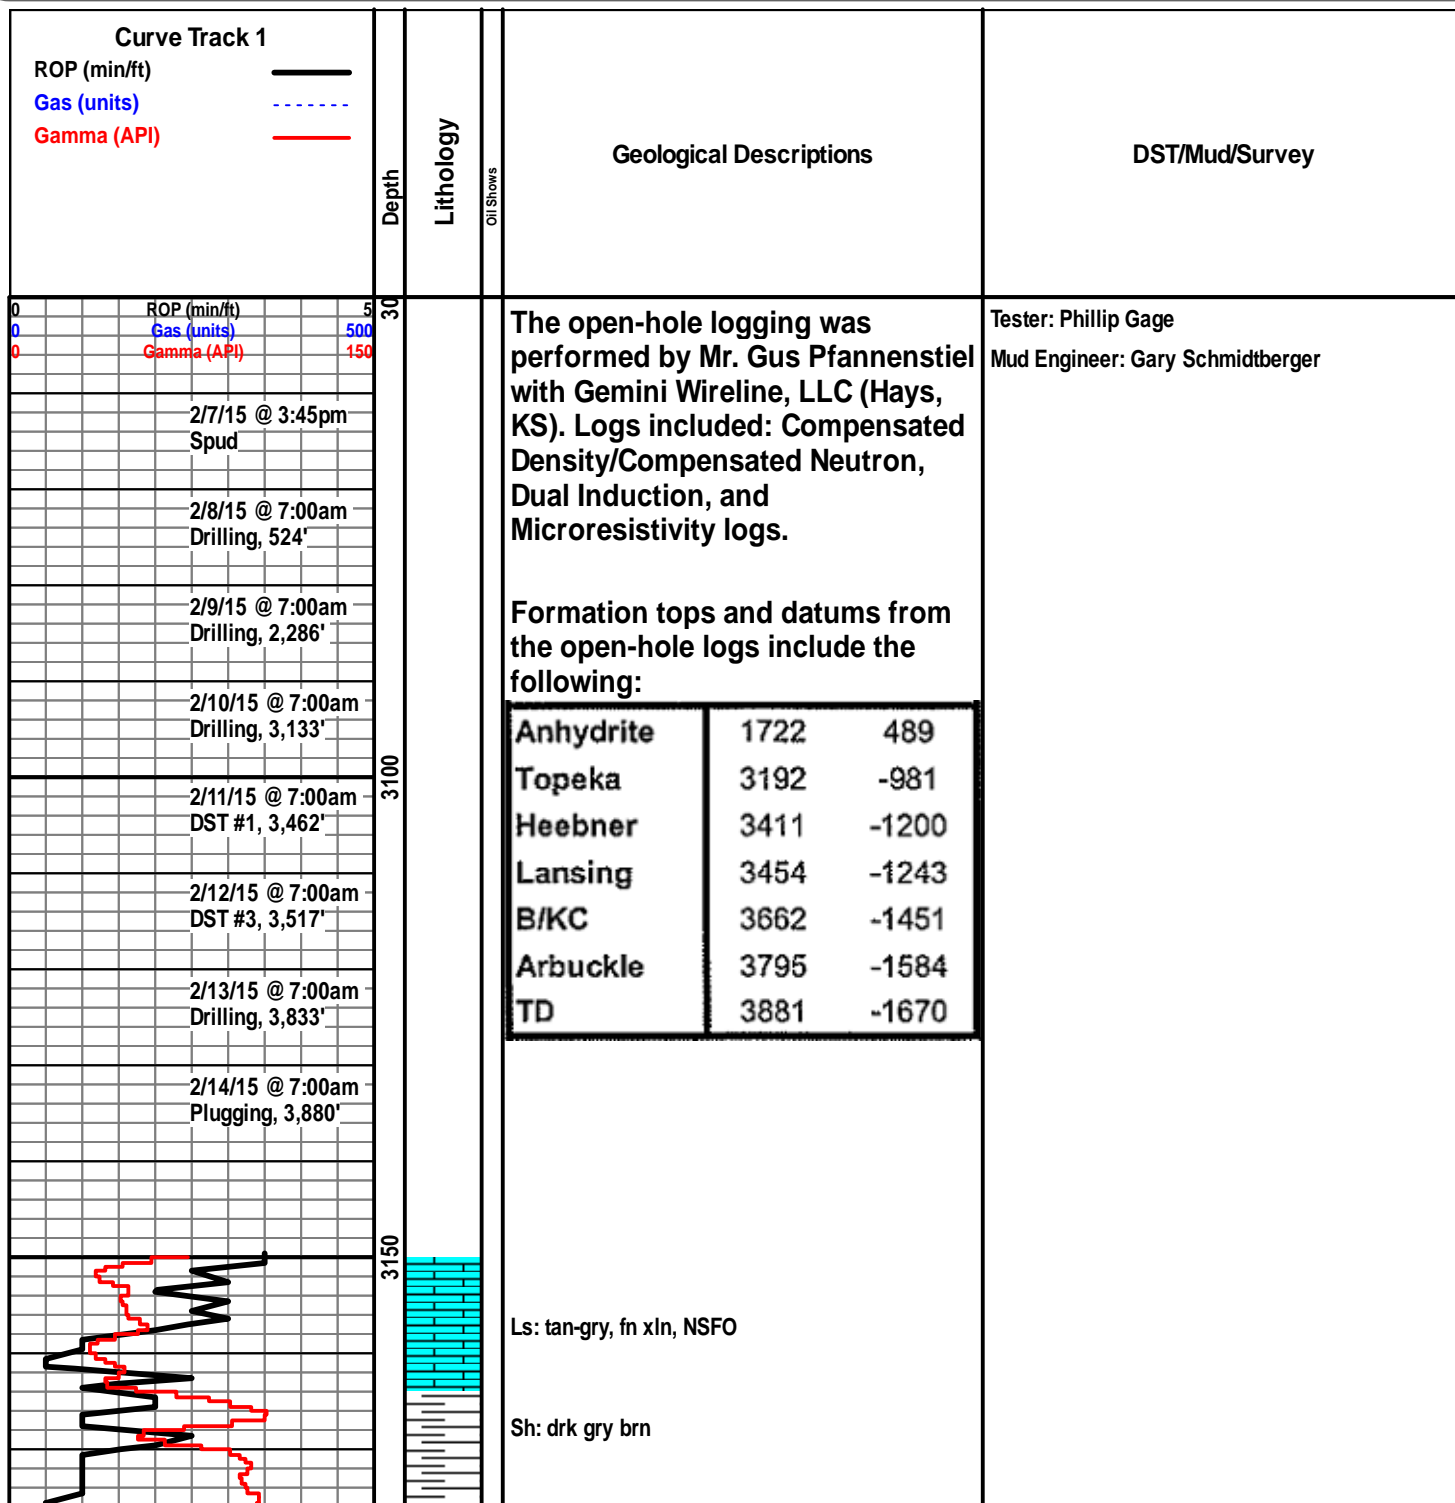 Curve Track 1
ROP (min/ft)
Gas (units)
Gamma (API)
Depth
Lithology
Oil Shows
Geological Descriptions
DST/Mud/Survey
0 ROP (min/ft) 5
0 Gas (units) 500
0 Gamma (API) 150
30
2/7/15 @ 3:45pm
Spud
2/8/15 @ 7:00am
Drilling, 524'
2/9/15 @ 7:00am
Drilling, 2,286'
2/10/15 @ 7:00am
Drilling, 3,133'
3100
2/11/15 @ 7:00am
DST #1, 3,462'
2/12/15 @ 7:00am
DST #3, 3,517'
2/13/15 @ 7:00am
Drilling, 3,833'
2/14/15 @ 7:00am
Plugging, 3,880'
3150
The open-hole logging was
performed by Mr. Gus Pfannenstiel
with Gemini Wireline, LLC (Hays,
KS). Logs included: Compensated
Density/Compensated Neutron,
Dual Induction, and
Microresistivity logs.
Formation tops and datums from
the open-hole logs include the
following:
Anhydrite 1722 489
Topeka 3192 -981
Heebner 3411 -1200
Lansing 3454 -1243
B/KC 3662 -1451
Arbuckle 3795 -1584
TD 3881 -1670
Ls: tan-gry, fn xln, NSFO
Sh: drk gry brn
Tester: Phillip Gage
Mud Engineer: Gary Schmidtberger